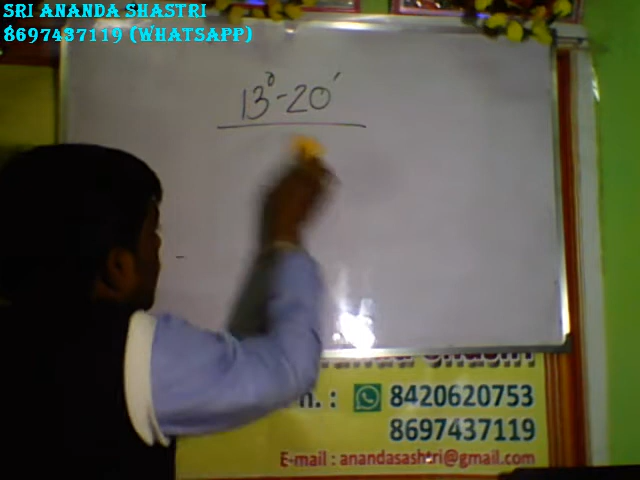 SRI ANANDA SHASTRI
8697437119 (WHATSAPP)
13°-20'
8420620753
8697437119
E-mail : anandasashtri@gmail.com